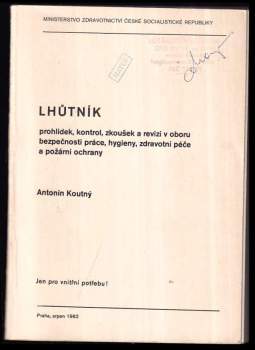 MINISTERSTVO ZDRAVOTNICTVÍ ČESKÉ SOCIALISTICKÉ REPUBLIKY
LHŮTNÍK
prohlídek, kontrol, zkoušek a revizí v oboru
bezpečnosti práce, hygieny, zdravotní péče
a požární ochrany
Antonín Koutný
Jen pro vnitřní potřebu!
Praha, srpen 1982